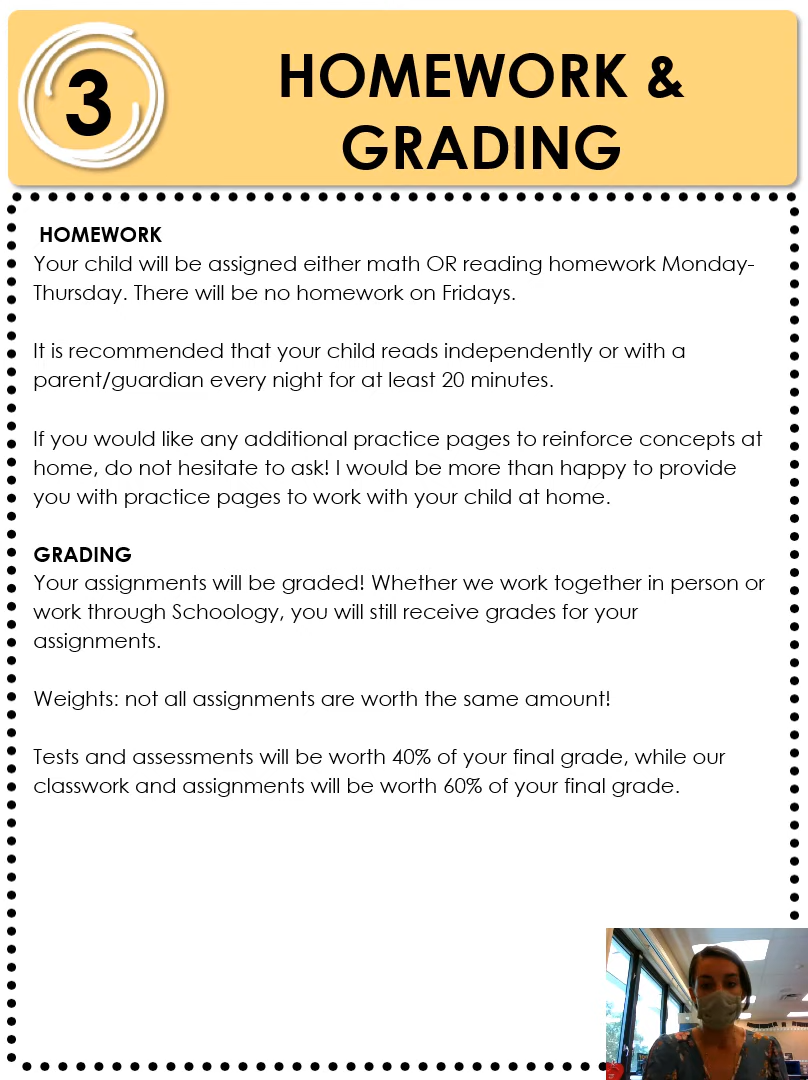 3
HOMEWORK &
GRADING
HOMEWORK
Your child will be assigned either math OR reading homework Monday-
Thursday. There will be no homework on Fridays.
It is recommended that your child reads independently or with a
parent/guardian every night for at least 20 minutes.
If you would like any additional practice pages to reinforce concepts at
home, do not hesitate to ask! I would be more than happy to provide
you with practice pages to work with your child at home.
GRADING
Your assignments will be graded! Whether we work together in person or
work through Schoology, you will still receive grades for your
assignments.
Weights: not all assignments are worth the same amount!
Tests and assessments will be worth 40% of your final grade, while our
classwork and assignments will be worth 60% of your final grade.